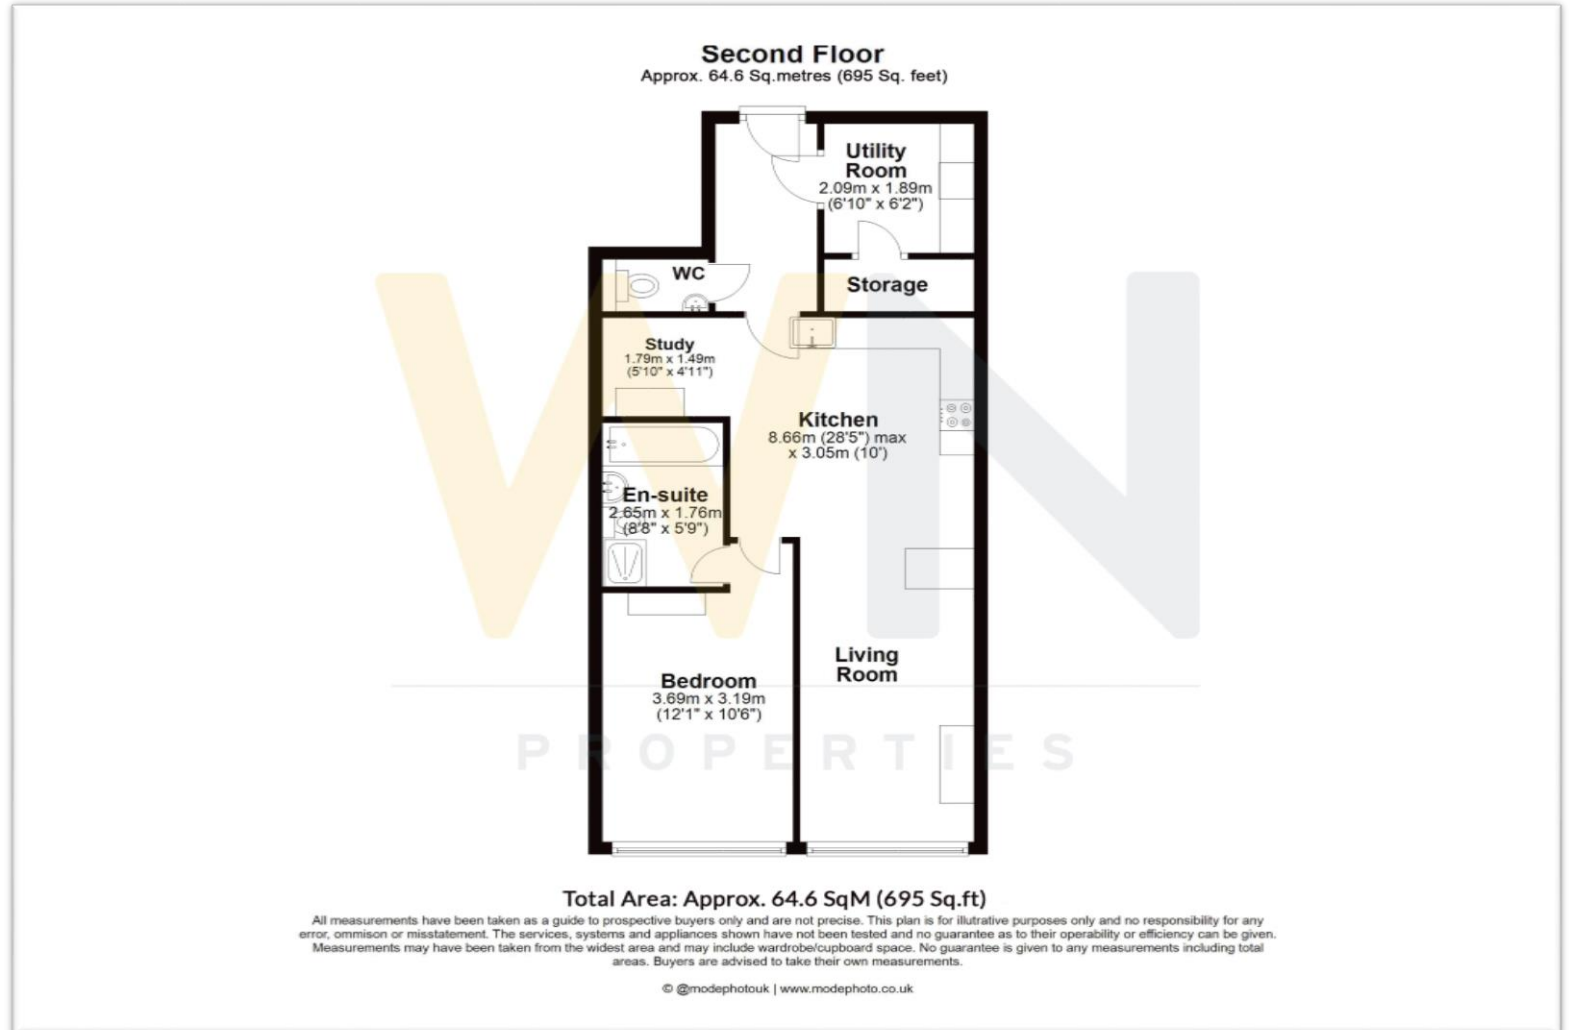 Second Floor
Approx. 64.6 Sq.metres (695 Sq. feet)
Utility
Room
2.09m x 1.89m
(6'10" x 6'2")
WC
Storage
Study
1.79m x 1.49m
(5'10" x 4'11")
Kitchen
8.66m (28'5") max
x 3.05m (10')
En-suite
2.65m x 1.76m
(8'8" x 5'9")
Living
Room
Bedroom
3.69m x 3.19m
(12'1" x 10'6")
WN
PROPERTIES
Total Area: Approx. 64.6 SqM (695 Sq.ft)
All measurements have been taken as a guide to prospective buyers only and are not precise. This plan is for illutrative purposes only and no responsibility for any
error, ommison or misstatement. The services, systems and appliances shown have not been tested and no guarantee as to their operability or efficiency can be given.
Measurements may have been taken from the widest area and may include wardrobe/cupboard space. No guarantee is given to any measurements including total
areas. Buyers are advised to take their own measurements.
© @modephotouk | www.modephoto.co.uk